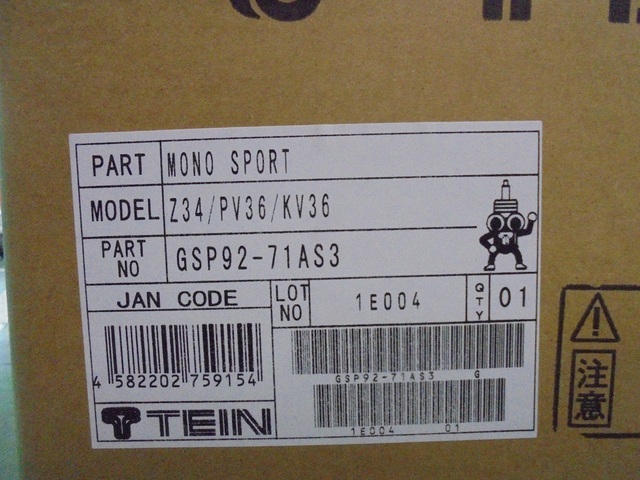 PART MONO SPORT
MODEL Z34/PV36/KV36
PART NO GSP92-71AS3
JAN CODE
LOT NO 1E004 QTY 01
4 582202 759154
GSP92-71AS3 G
1E004 01
TEIN
注意